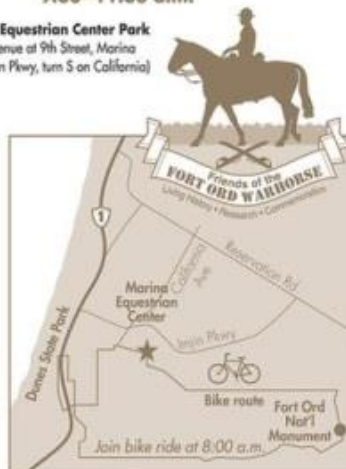 Equestrian Center Park
enue at 9th Street, Marina
n Pkwy, turn S on California)
Friends of the
FORT ORD WARHORSE
Living History • Research • Commemoration
1
Reservation Rd
California
Ave
Marina
Equestrian
Center
Imjin Pkwy
Dunes State Park
Bike route
Fort Ord
Nat'l
Monument
Join bike ride at 8:00 a.m.